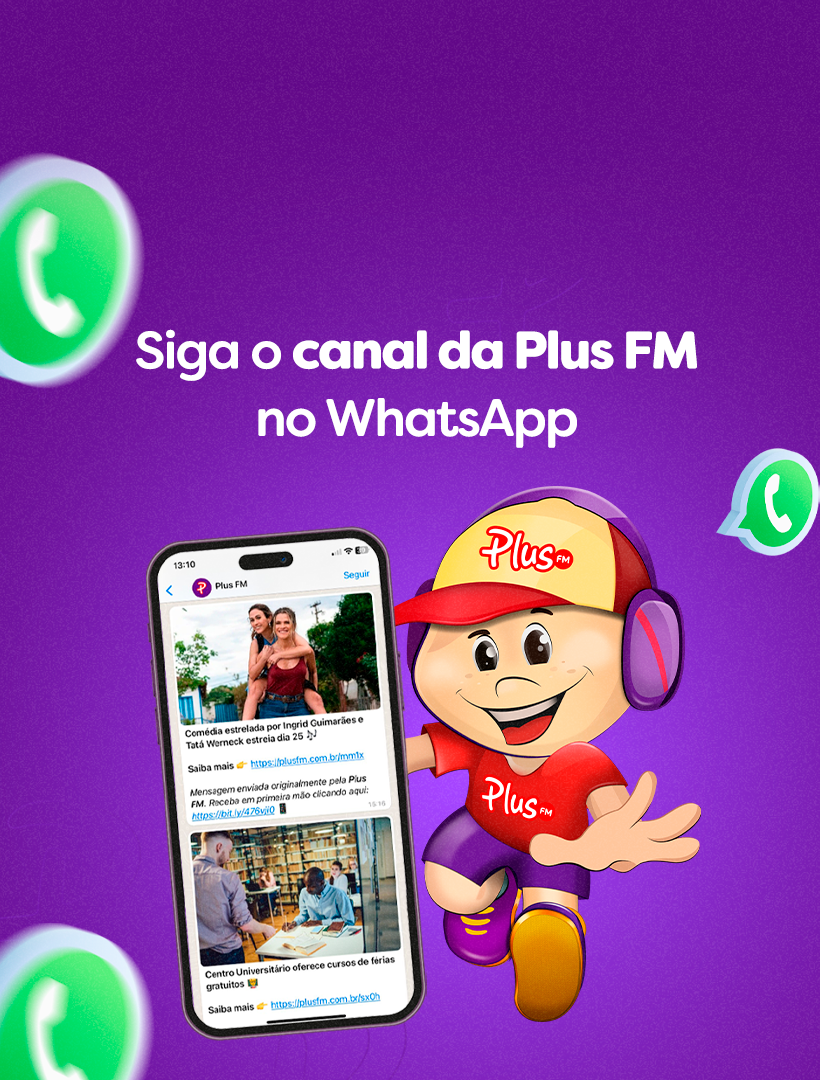 Siga o canal da Plus FM
no WhatsApp
13:10
Plus FM
Seguir
Comédia estrelada por Ingrid Guimarães e
Tatá Werneck estreia dia 25 🎶
Saiba mais 👉 https://plusfm.com.br/mm1x
Mensagem enviada originalmente pela Plus
FM. Receba em primeira mão clicando aqui:
https://bit.ly/476vji0 📱
19:16
Centro Universitário oferece cursos de férias
gratuitos
Saiba mais 👉 https://plusfm.com.br/sx0h
Plus FM
Plus FM